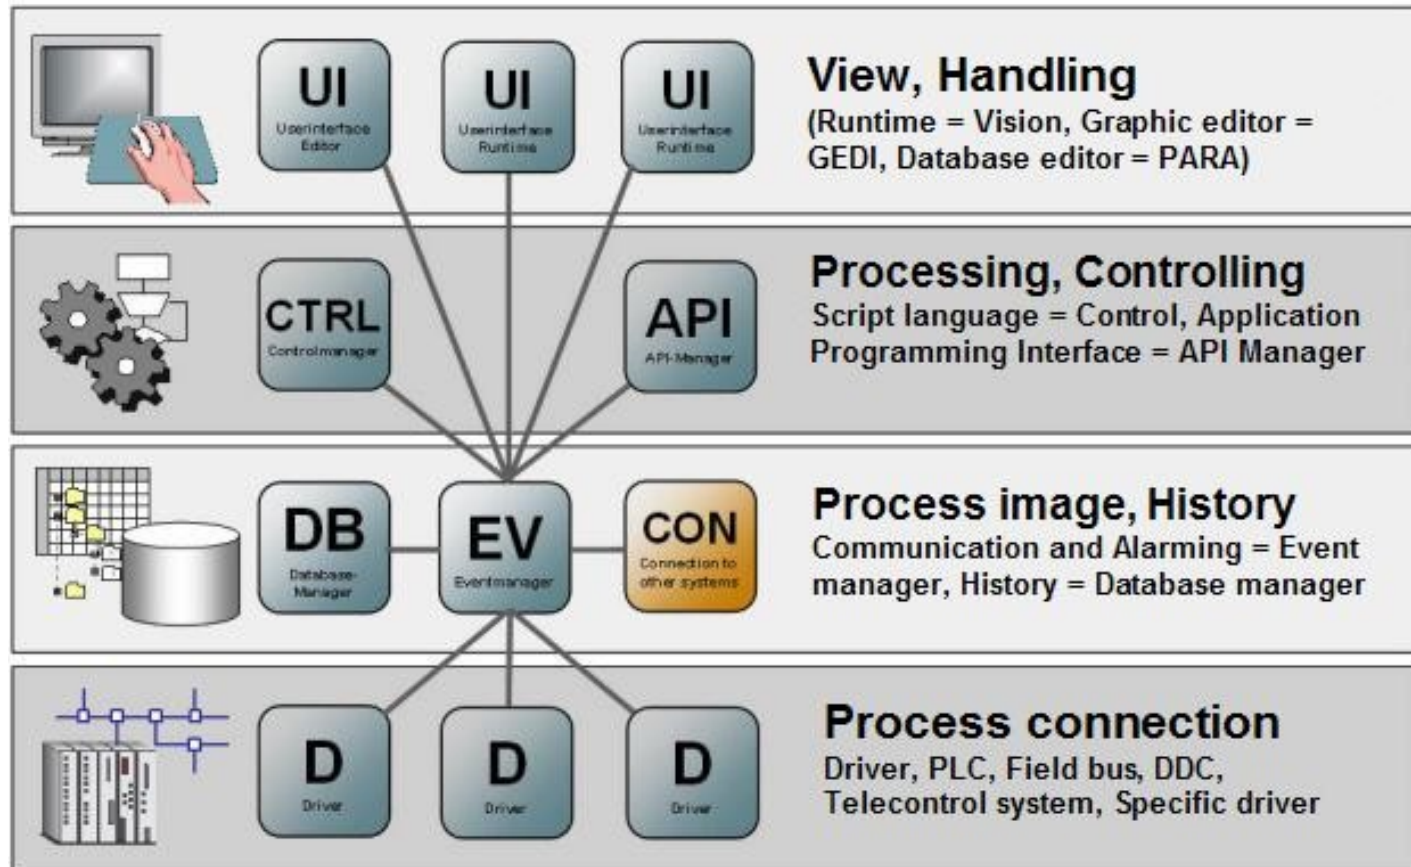 UI
Userinterface
Editor
UI
Userinterface
Runtime
UI
Userinterface
Runtime
View, Handling
(Runtime = Vision, Graphic editor =
GEDI, Database editor = PARA)
CTRL
Controlmanager
API
API-Manager
Processing, Controlling
Script language = Control, Application
Programming Interface = API Manager
DB
Database-
Manager
EV
Eventmanager
CON
Connection to
other systems
Process image, History
Communication and Alarming = Event
manager, History = Database manager
D
Driver
D
Driver
D
Driver
Process connection
Driver, PLC, Field bus, DDC,
Telecontrol system, Specific driver